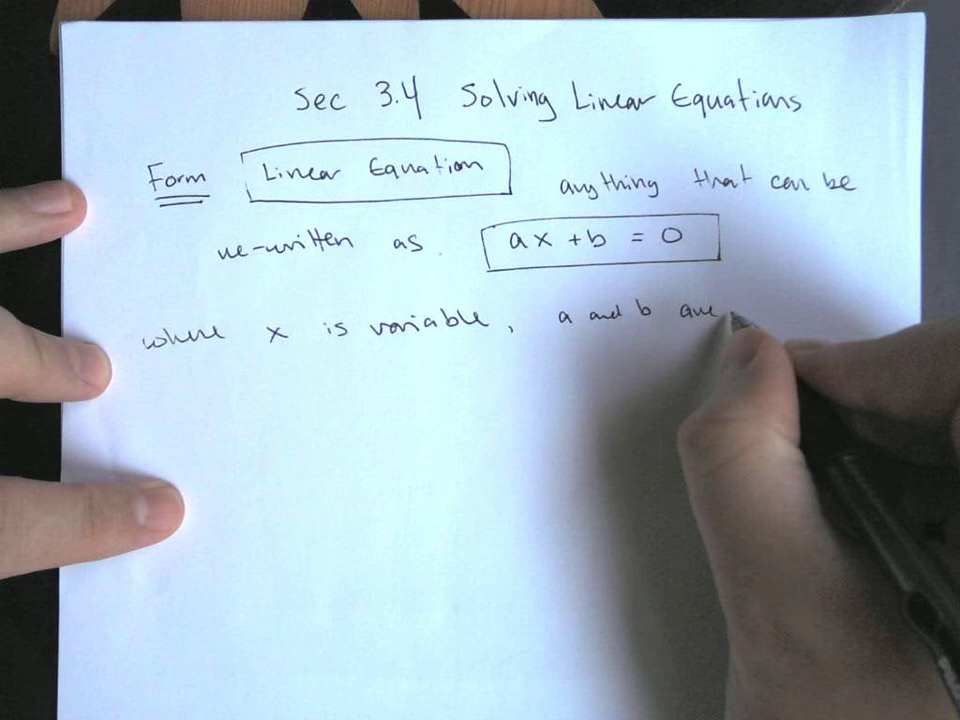 Sec 3.4 Solving Linear Equations
Form Linear Equation anything that can be
re-written as ax + b = 0
where x is variable, a and b are